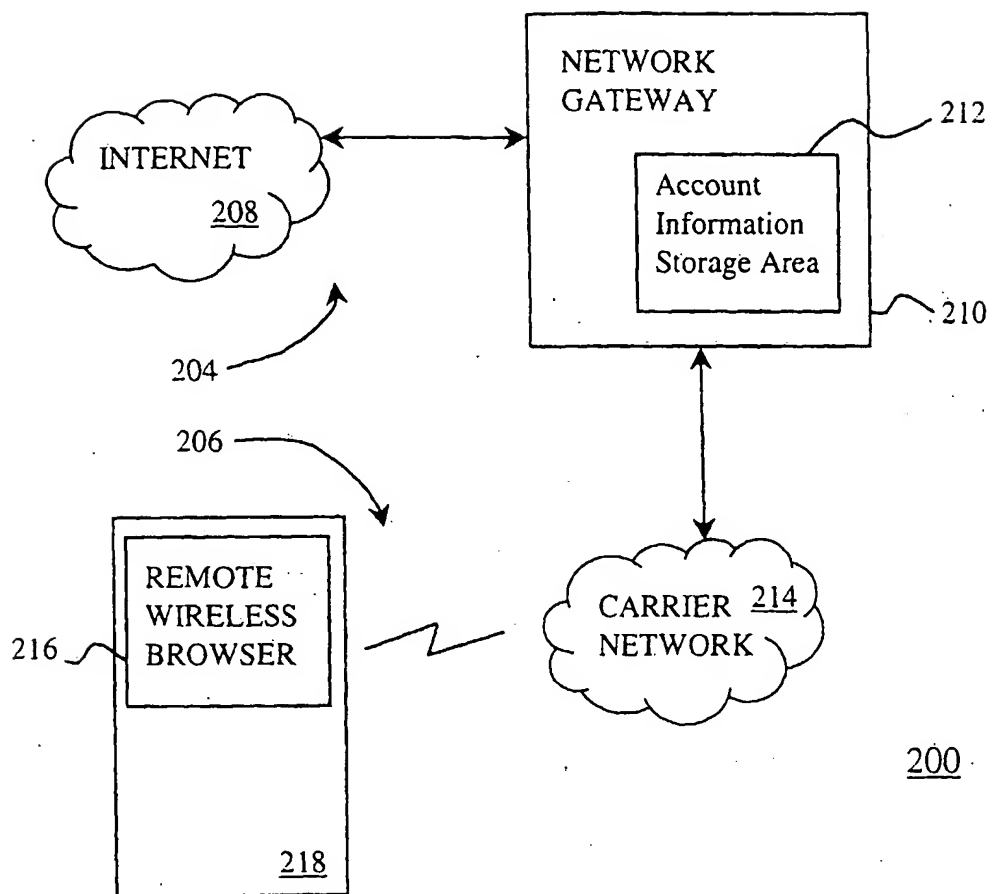 NETWORK
GATEWAY
212
INTERNET
208
Account
Information
Storage Area
210
204
206
REMOTE
WIRELESS
BROWSER
216
CARRIER
214
NETWORK
200
218